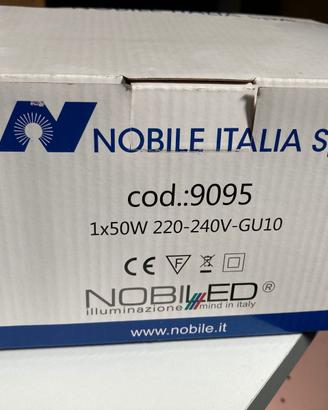 NOBILE ITALIA S
cod.:9095
1x50W 220-240V-GU10
CE F
NOBILED®
illuminazione mind in italy
www.nobile.it